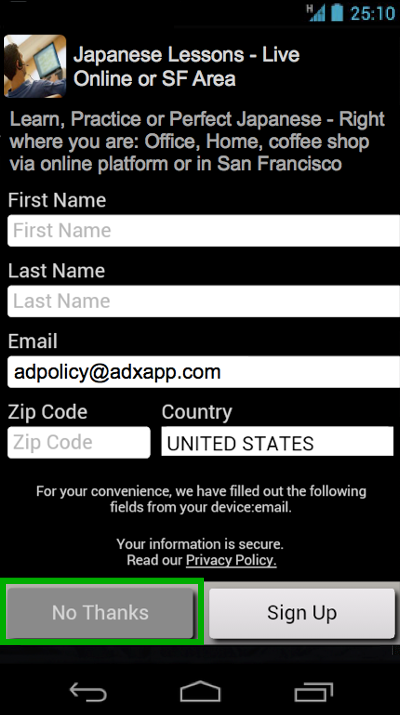 H 25:10
Japanese Lessons - Live
Online or SF Area
Learn, Practice or Perfect Japanese - Right
where you are: Office, Home, coffee shop
via online platform or in San Francisco
First Name
First Name
Last Name
Last Name
Email
adpolicy@adxapp.com
Zip Code Country
Zip Code UNITED STATES
For your convenience, we have filled out the following
fields from your device:email.
Your information is secure.
Read our Privacy Policy.
No Thanks Sign Up